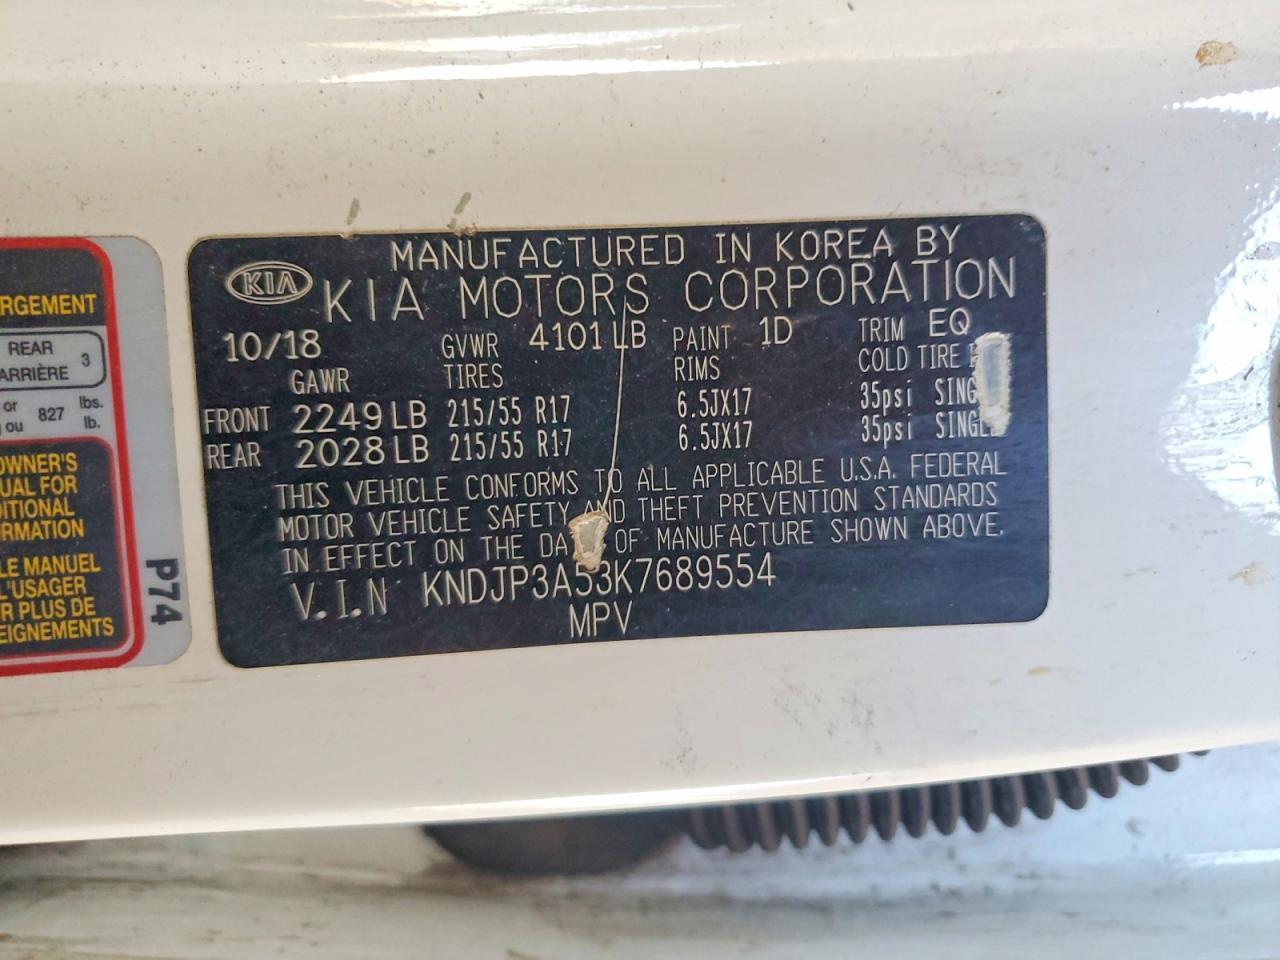 RGEMENT
REAR
ARRIÈRE 3
or 827 lbs.
ou lb.
OWNER'S
UAL FOR
ITIONAL
ORMATION
LE MANUEL
L'USAGER
R PLUS DE
EIGNEMENTS
P74
KIA
MANUFACTURED IN KOREA BY
KIA MOTORS CORPORATION
10/18 GVWR 4101 LB PAINT 1D TRIM EQ
GAWR TIRES RIMS COLD TIRE
FRONT 2249 LB 215/55 R17 6.5JX17 35psi SING
REAR 2028 LB 215/55 R17 6.5JX17 35psi SINGLE
THIS VEHICLE CONFORMS TO ALL APPLICABLE U.S.A. FEDERAL
MOTOR VEHICLE SAFETY AND THEFT PREVENTION STANDARDS
IN EFFECT ON THE DA OF MANUFACTURE SHOWN ABOVE.
V.I.N KNDJP3A53K7689554
MPV